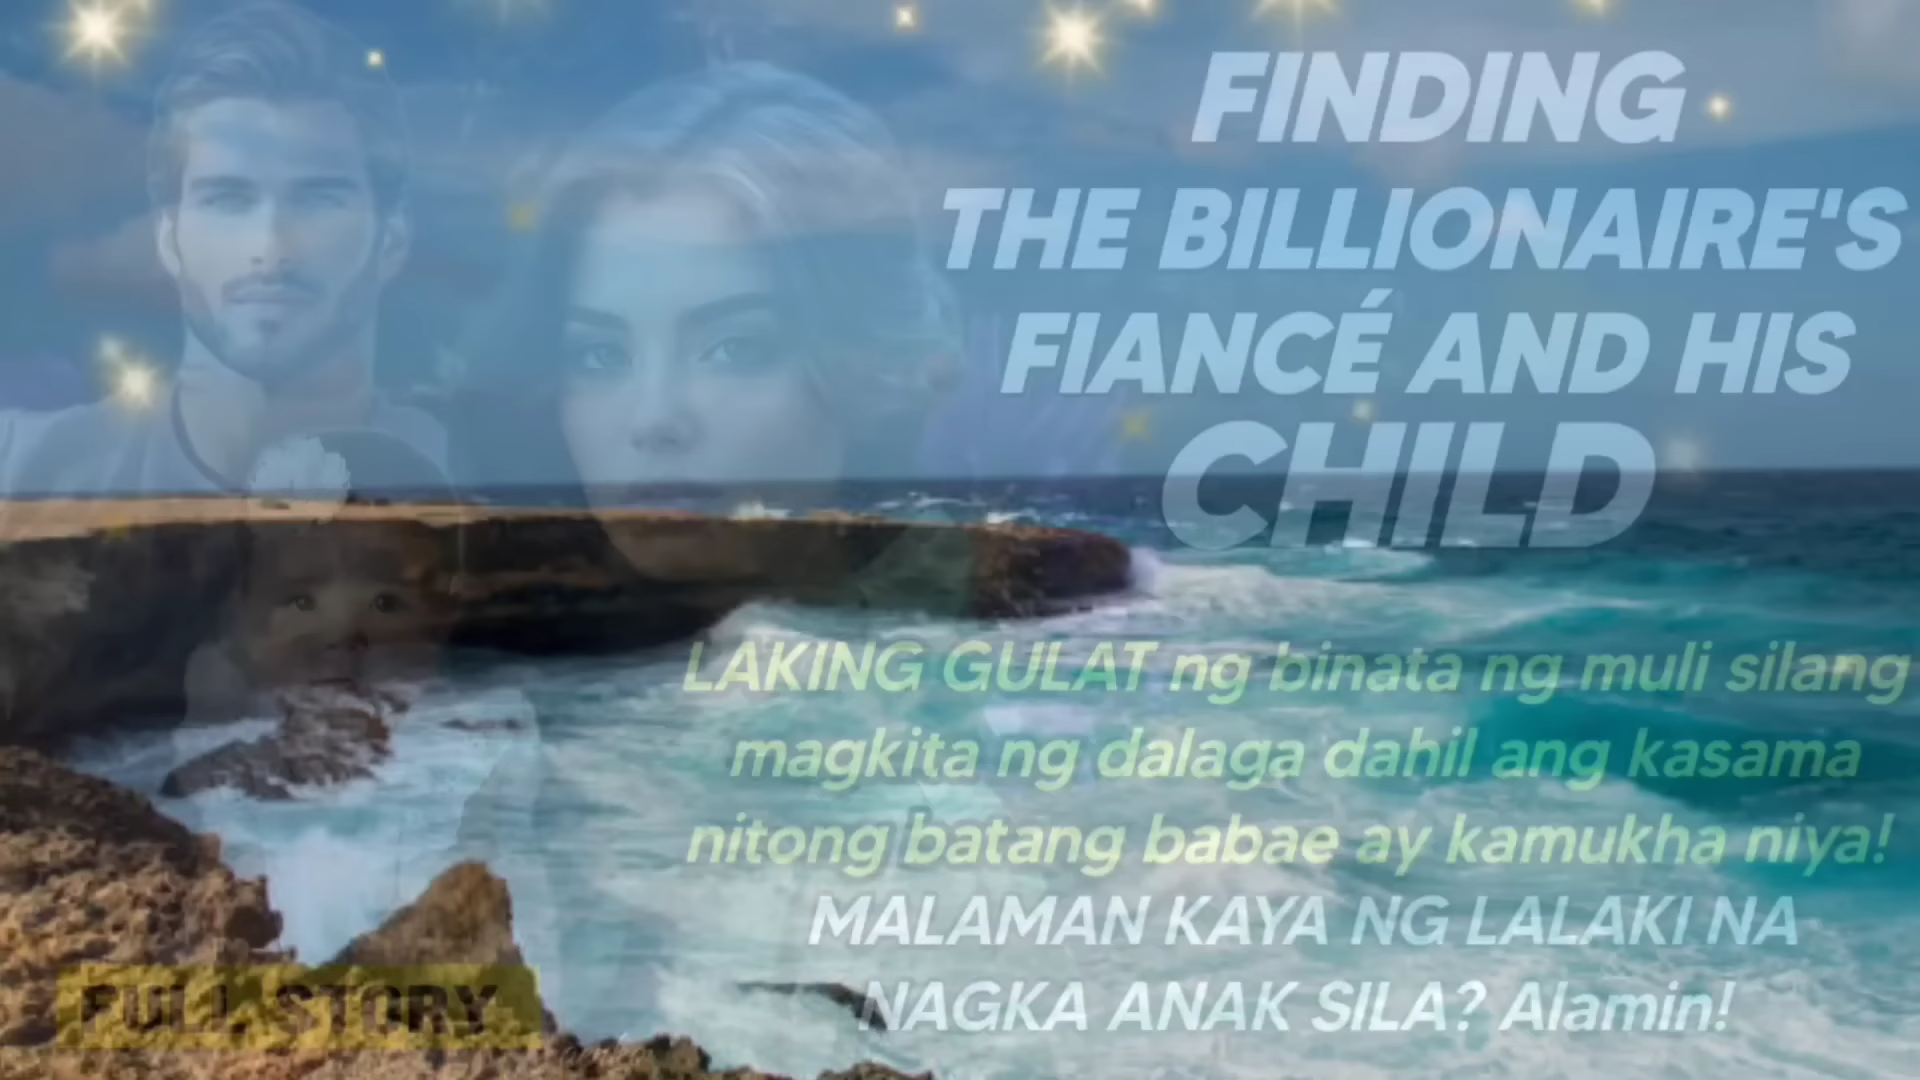 FINDING
THE BILLIONAIRE'S
FIANCÉ AND HIS
CHILD
LAKING GULAT ng binata ng muli silang
magkita ng dalaga dahil ang kasama
nitong batang babae ay kamukha niya!
MALAMAN KAYA NG LALAKI NA
NAGKA ANAK SILA? Alamin!
FULL STORY